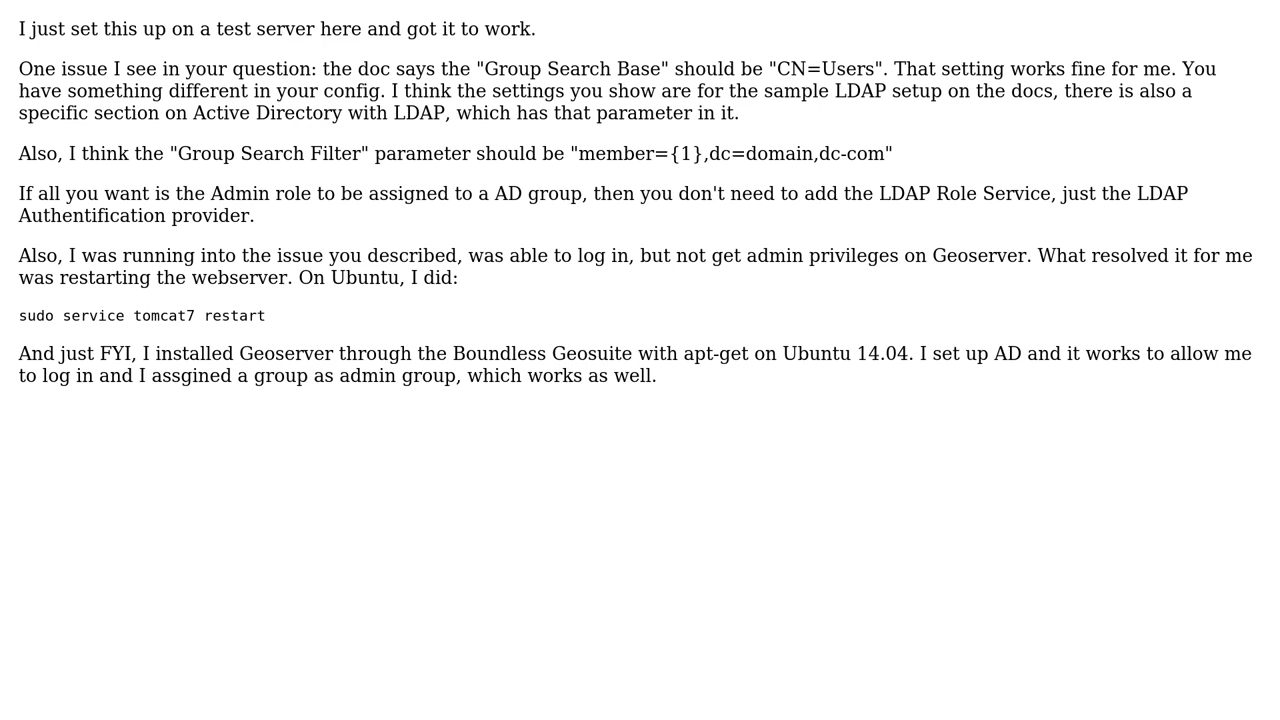 I just set this up on a test server here and got it to work.
One issue I see in your question: the doc says the "Group Search Base" should be "CN=Users". That setting works fine for me. You
have something different in your config. I think the settings you show are for the sample LDAP setup on the docs, there is also a
specific section on Active Directory with LDAP, which has that parameter in it.
Also, I think the "Group Search Filter" parameter should be "member={1},dc=domain,dc-com"
If all you want is the Admin role to be assigned to a AD group, then you don't need to add the LDAP Role Service, just the LDAP
Authentification provider.
Also, I was running into the issue you described, was able to log in, but not get admin privileges on Geoserver. What resolved it for me
was restarting the webserver. On Ubuntu, I did:
sudo service tomcat7 restart
And just FYI, I installed Geoserver through the Boundless Geosuite with apt-get on Ubuntu 14.04. I set up AD and it works to allow me
to log in and I assgined a group as admin group, which works as well.